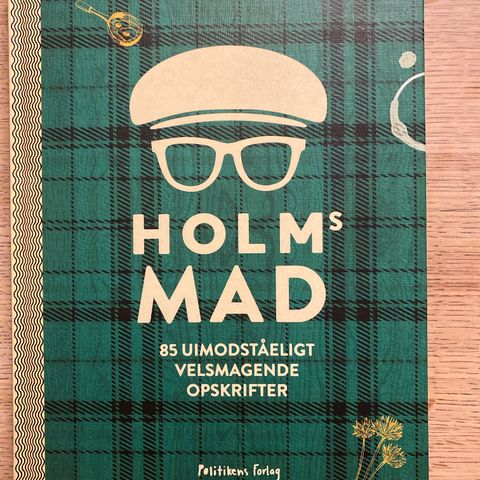 HOLMS
MAD
85 UIMODSTÅELIGT
VELSMAGENDE
OPSKRIFTER
Politikens Forlag